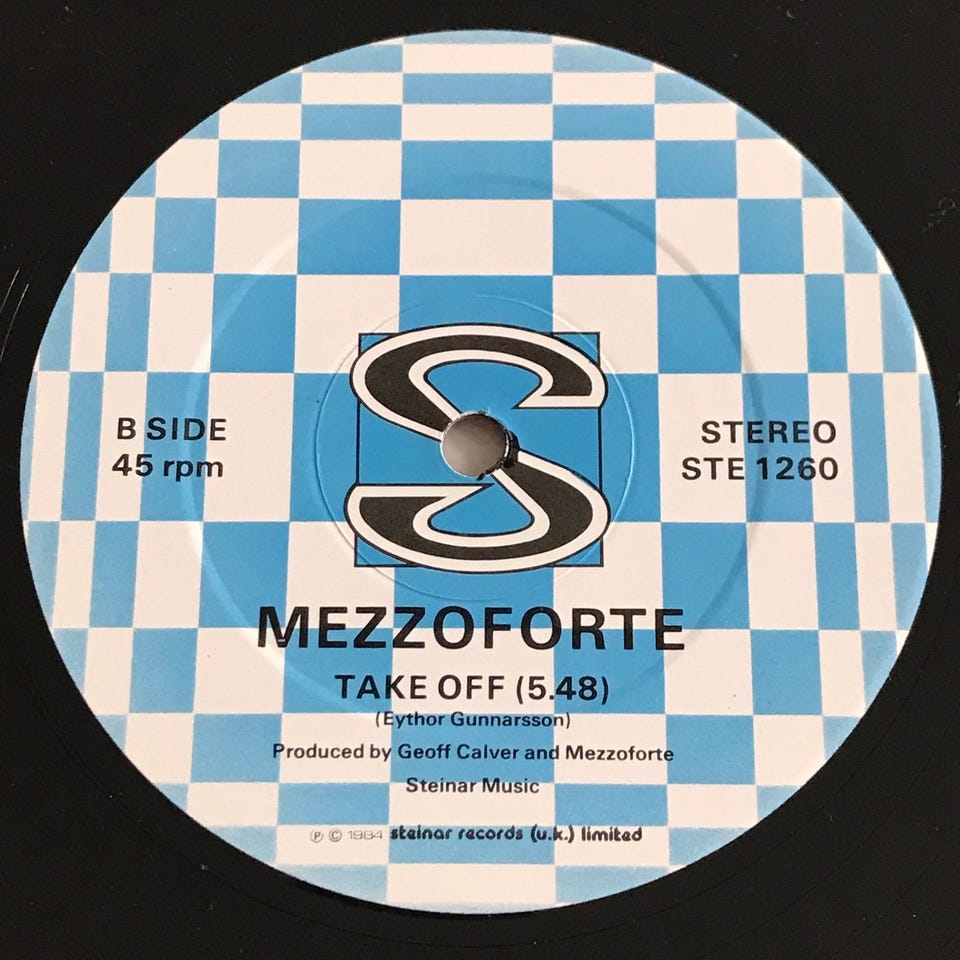 S
B SIDE
45 rpm
STEREO
STE 1260
MEZZOFORTE
TAKE OFF (5.48)
(Eythor Gunnarsson)
Produced by Geoff Calver and Mezzoforte
Steinar Music
℗ © 1984 steinar records (u.k.) limited